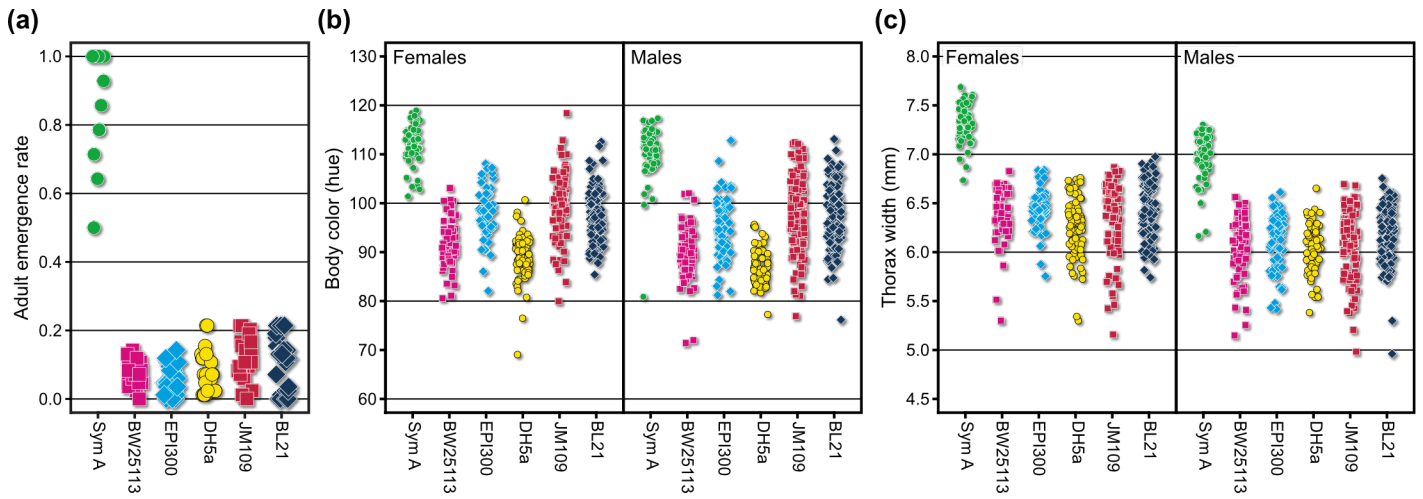 (a)
Adult emergence rate
1.0
0.8
0.6
0.4
0.2
0.0
Sym A
BW25113
EPI300
DH5a
JM109
BL21
(b)
Body color (hue)
130
120
110
100
90
80
70
60
Females
Males
Sym A
BW25113
EPI300
DH5a
JM109
BL21
Sym A
BW25113
EPI300
DH5a
JM109
BL21
(c)
Thorax width (mm)
8.0
7.5
7.0
6.5
6.0
5.5
5.0
4.5
Females
Males
Sym A
BW25113
EPI300
DH5a
JM109
BL21
Sym A
BW25113
EPI300
DH5a
JM109
BL21